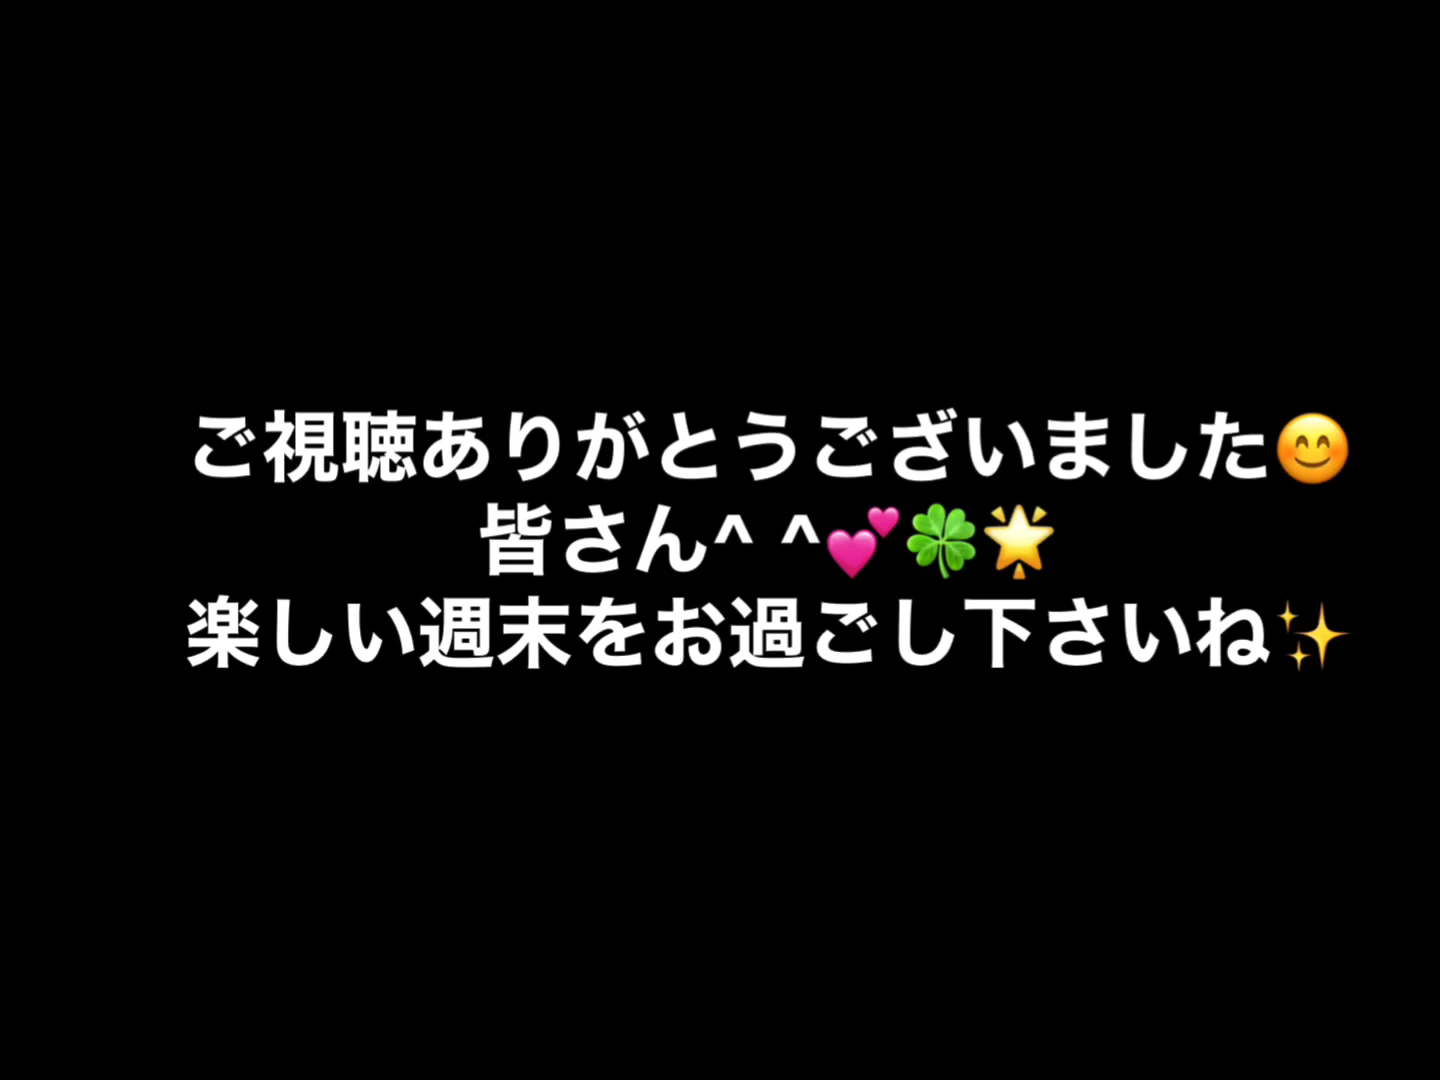 ご視聴ありがとうございました😊
皆さん^ ^💕🍀🌟
楽しい週末をお過ごし下さいね✨